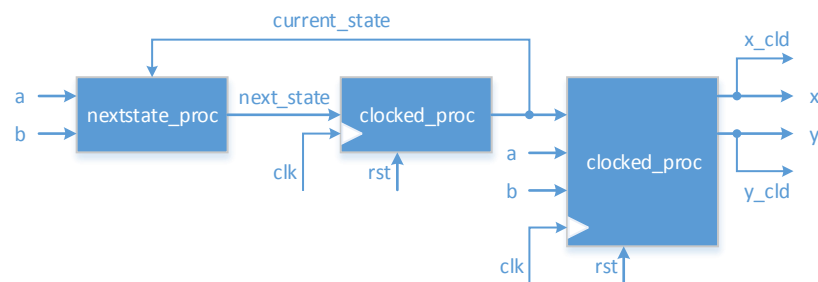 current_state
x_cld
a
nextstate_proc
next_state
clocked_proc
x
b
y
clk
rst
a
clocked_proc
b
y_cld
clk
rst